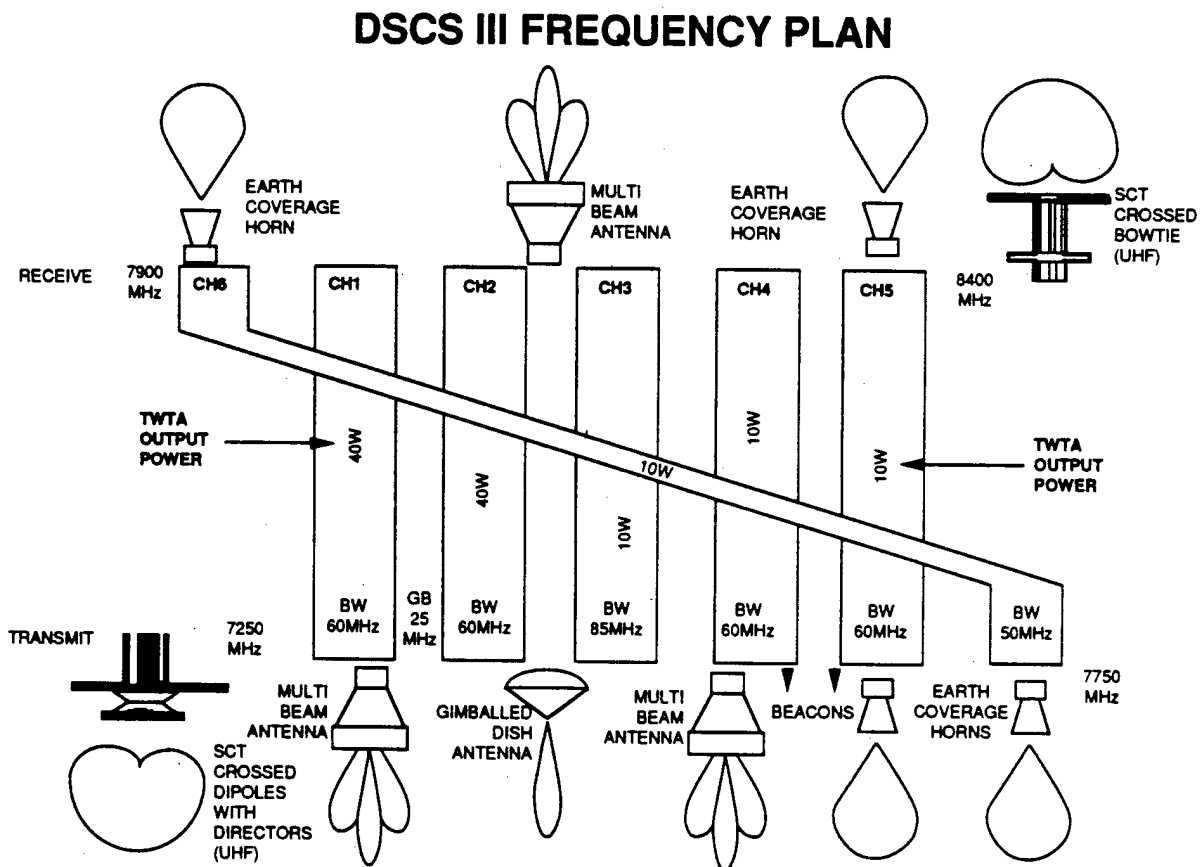 DSCS III FREQUENCY PLAN
EARTH
COVERAGE
HORN
MULTI
BEAM
ANTENNA
EARTH
COVERAGE
HORN
SCT
CROSSED
BOWTIE
(UHF)
RECEIVE
7900
MHz
CH6
CH1
CH2
CH3
CH4
CH5
8400
MHz
TWTA
OUTPUT
POWER
40W
40W
10W
10W
10W
10W
TWTA
OUTPUT
POWER
TRANSMIT
7250
MHz
BW
60MHz
GB
25
MHz
BW
60MHz
BW
85MHz
BW
60MHz
BW
60MHz
BW
50MHz
7750
MHz
MULTI
BEAM
ANTENNA
GIMBALLED
DISH
ANTENNA
MULTI
BEAM
ANTENNA
BEACONS
EARTH
COVERAGE
HORNS
SCT
CROSSED
DIPOLES
WITH
DIRECTORS
(UHF)